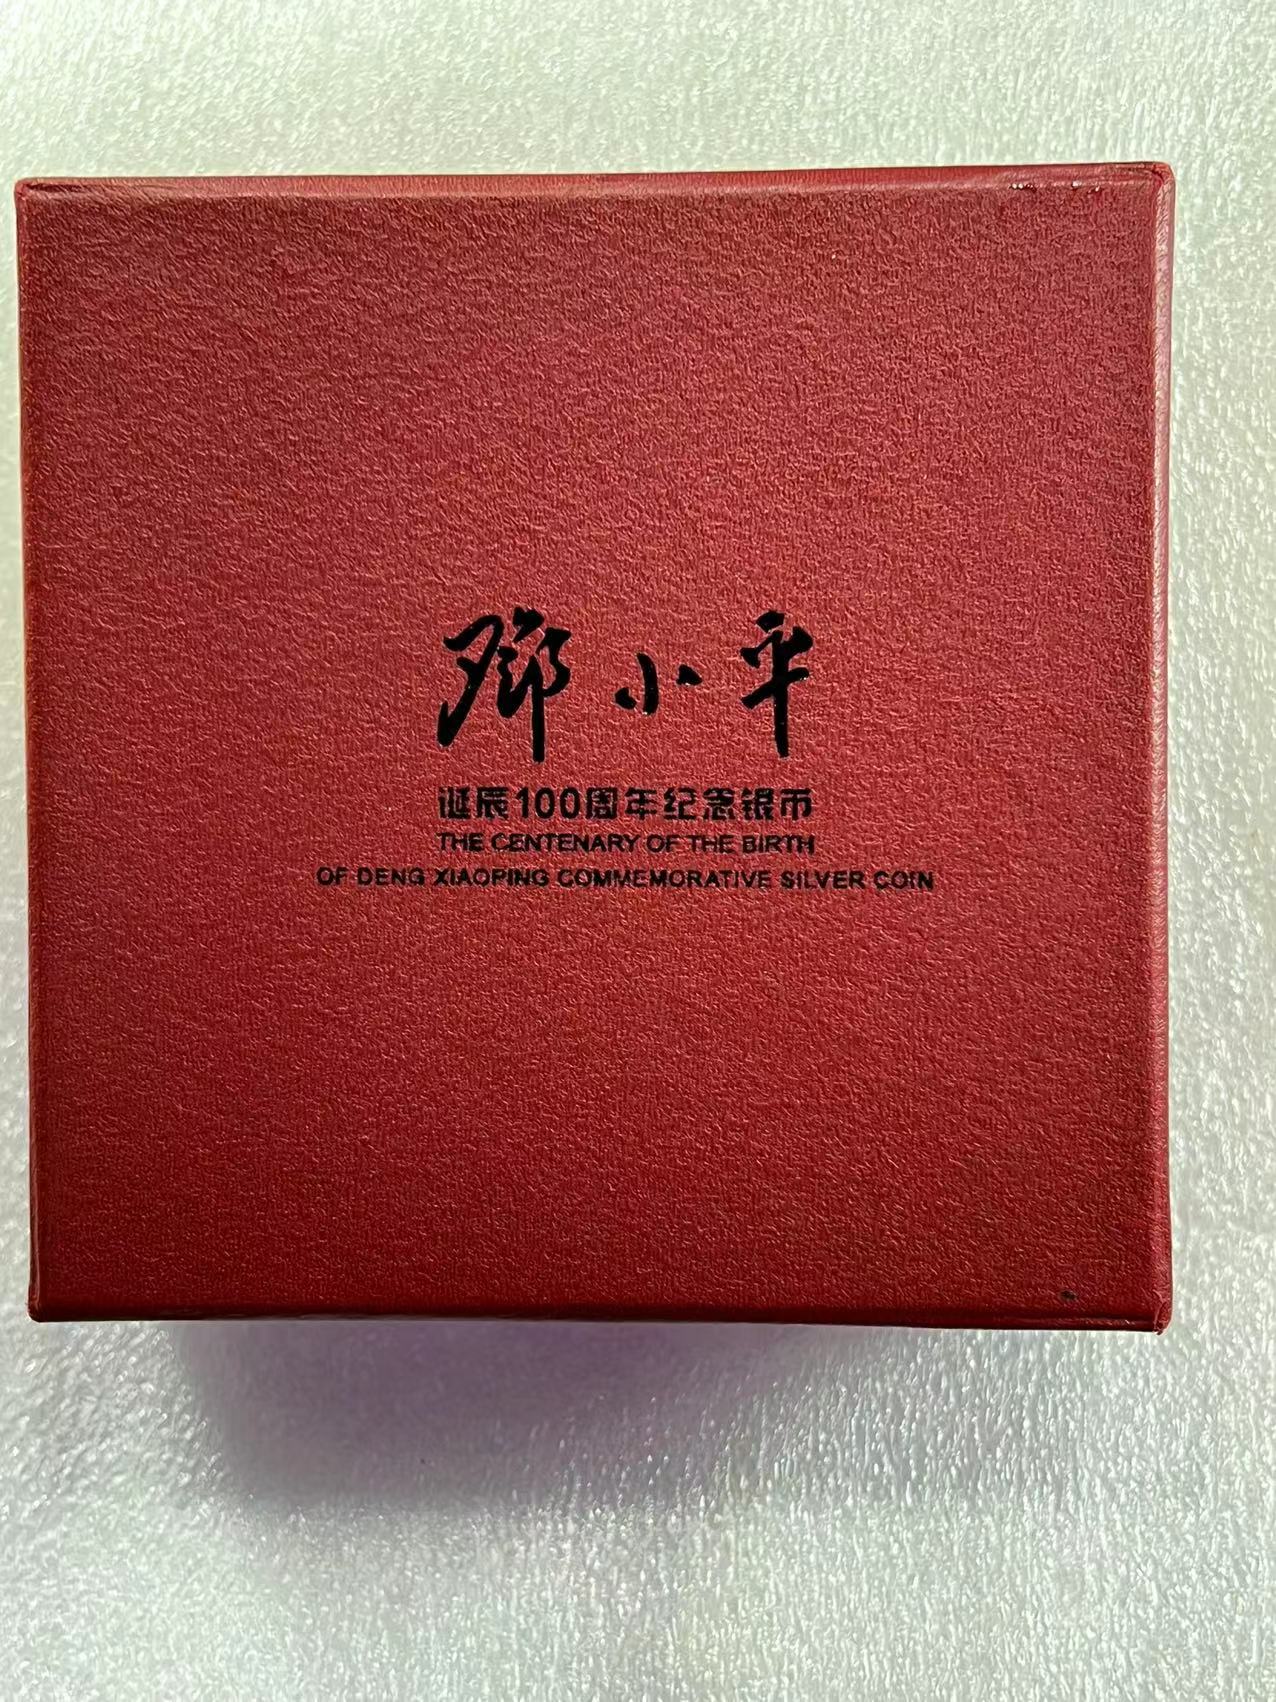 邓小平
诞辰100周年纪念银币
THE CENTENARY OF THE BIRTH
OF DENG XIAOPING COMMEMORATIVE SILVER COIN